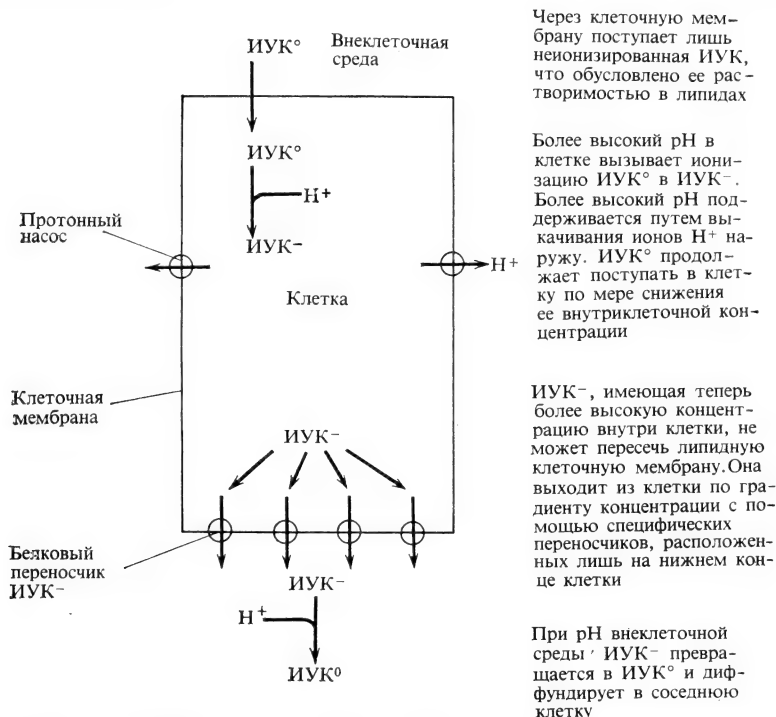 ИУК°
Внеклеточная
среда
ИУК°
H+
ИУК−
Протонный
насос
H+
Клетка
Клеточная
мембрана
ИУК−
Белковый
переносчик
ИУК−
ИУК−
H+
ИУК⁰
Через клеточную мем-
брану поступает лишь
неионизированная ИУК,
что обусловлено ее рас-
творимостью в липидах
Более высокий pH в
клетке вызывает иони-
зацию ИУК° в ИУК−.
Более высокий pH под-
держивается путем вы-
качивания ионов H+ на-
ружу. ИУК° продол-
жает поступать в клет-
ку по мере снижения
ее внутриклеточной кон-
центрации
ИУК−, имеющая теперь
более высокую концент-
рацию внутри клетки, не
может пересечь липидную
клеточную мембрану.Она
выходит из клетки по гра-
диенту концентрации с по-
мощью специфических
переносчиков, расположен-
ных лишь на нижнем кон-
це клетки
При pH внеклеточной
среды ИУК− превра-
щается в ИУК° и диф-
фундирует в соседнюю
клетку